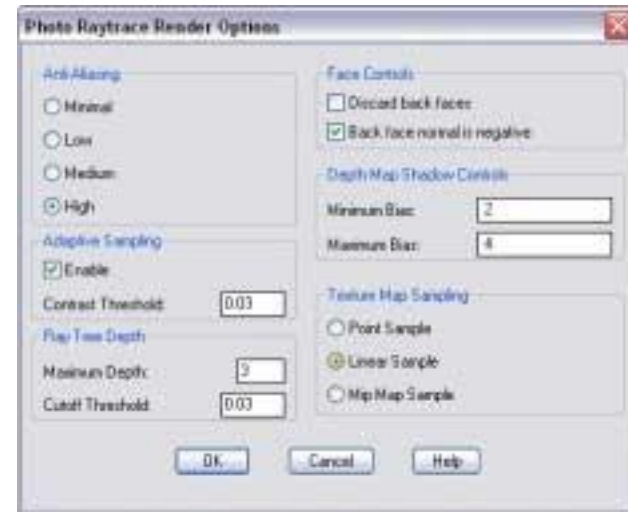 Photo Raytrace Render Options
Anti-Aliasing
Minimal
Low
Medium
High
Adaptive Sampling
Enable
Contrast Threshold: 0.03
Ray Tree Depth
Maximum Depth: 3
Cutoff Threshold: 0.03
Face Controls
Discard back faces
Back face normal is negative
Depth Map Shadow Controls
Minimum Bias: 2
Maximum Bias: 4
Texture Map Sampling
Point Sample
Linear Sample
Mip Map Sample
OK
Cancel
Help